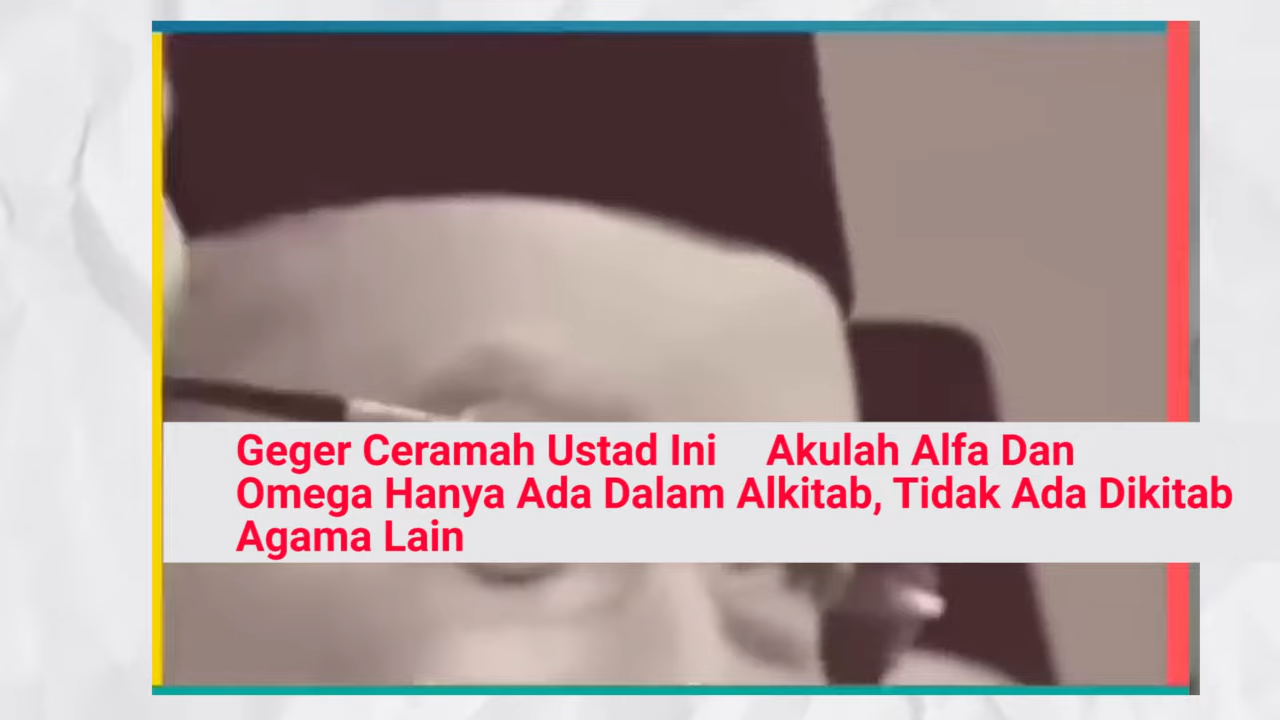 Geger Ceramah Ustad Ini Akulah Alfa Dan
Omega Hanya Ada Dalam Alkitab, Tidak Ada Dikitab
Agama Lain